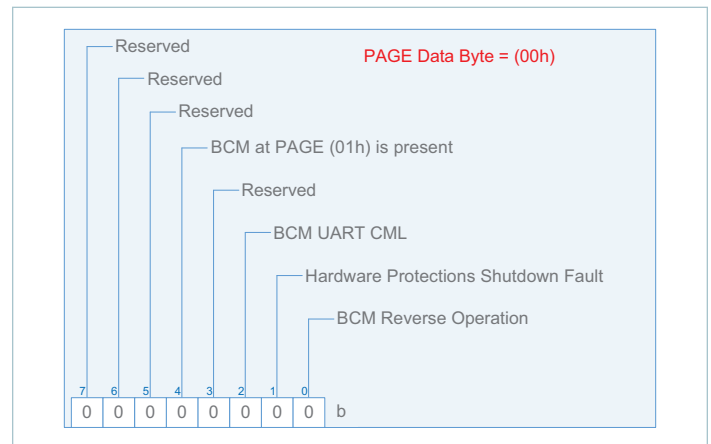 Reserved
PAGE Data Byte = (00h)
Reserved
Reserved
BCM at PAGE (01h) is present
Reserved
BCM UART CML
Hardware Protections Shutdown Fault
BCM Reverse Operation
7 6 5 4 3 2 1 0
0 0 0 0 0 0 0 0 b